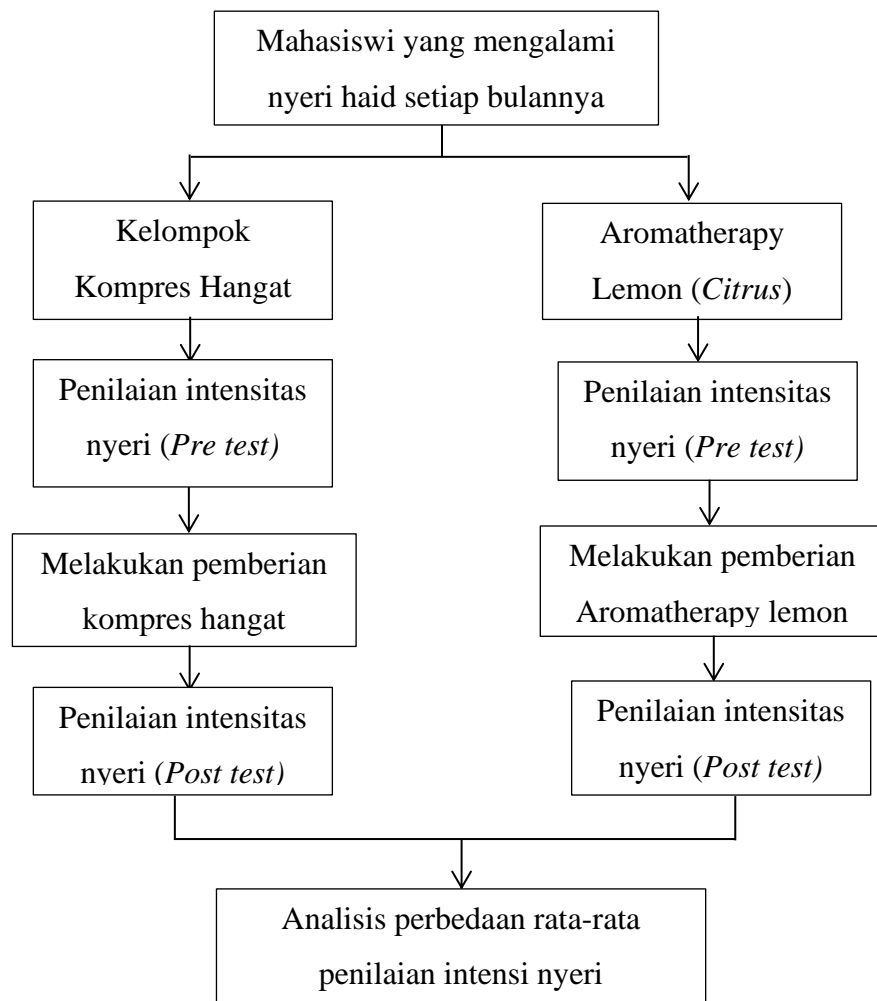 Mahasiswi yang mengalami
nyeri haid setiap bulannya
Kelompok
Kompres Hangat
Aromatherapy
Lemon (Citrus)
Penilaian intensitas
nyeri (Pre test)
Penilaian intensitas
nyeri (Pre test)
Melakukan pemberian
kompres hangat
Melakukan pemberian
Aromatherapy lemon
Penilaian intensitas
nyeri (Post test)
Penilaian intensitas
nyeri (Post test)
Analisis perbedaan rata-rata
penilaian intensi nyeri